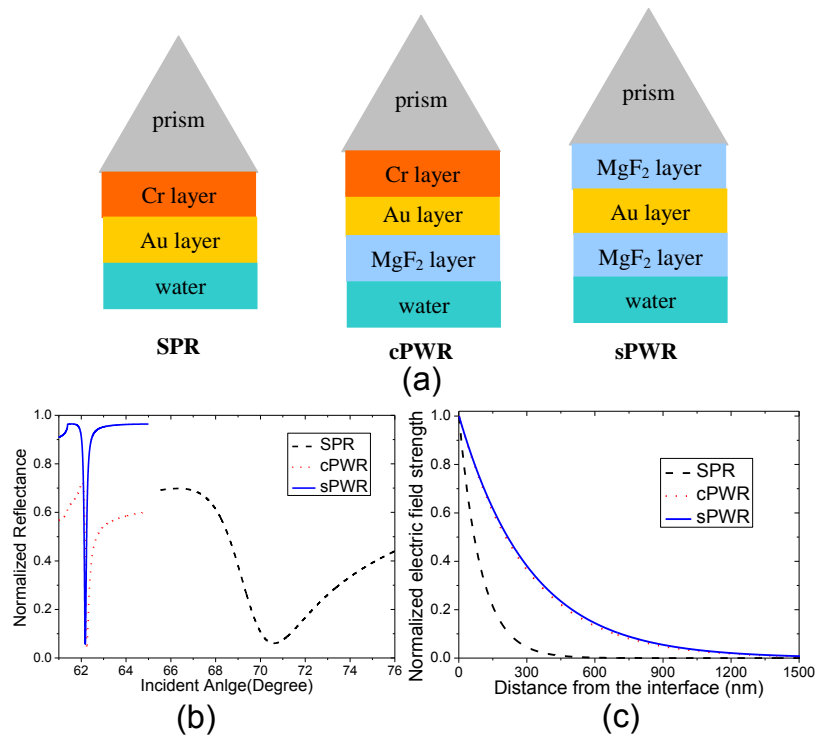 prism
Cr layer
Au layer
water
SPR
prism
Cr layer
Au layer
MgF₂ layer
water
cPWR
prism
MgF₂ layer
Au layer
MgF₂ layer
water
sPWR
(a)
Normalized Reflectance
1.0
0.8
0.6
0.4
0.2
0.0
62 64 66 68 70 72 74 76
Incident Anlge(Degree)
SPR
cPWR
sPWR
(b)
Normalized electric field strength
1.0
0.8
0.6
0.4
0.2
0.0
0 300 600 900 1200 1500
Distance from the interface (nm)
SPR
cPWR
sPWR
(c)